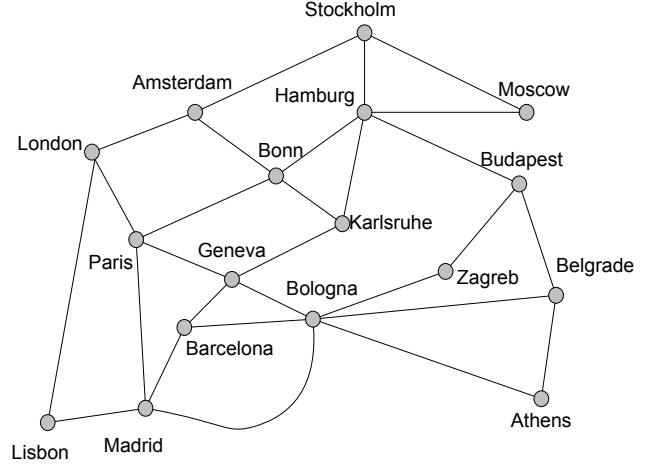 Stockholm
Amsterdam
Hamburg
Moscow
London
Bonn
Budapest
Karlsruhe
Paris
Geneva
Zagreb
Belgrade
Bologna
Barcelona
Athens
Lisbon
Madrid